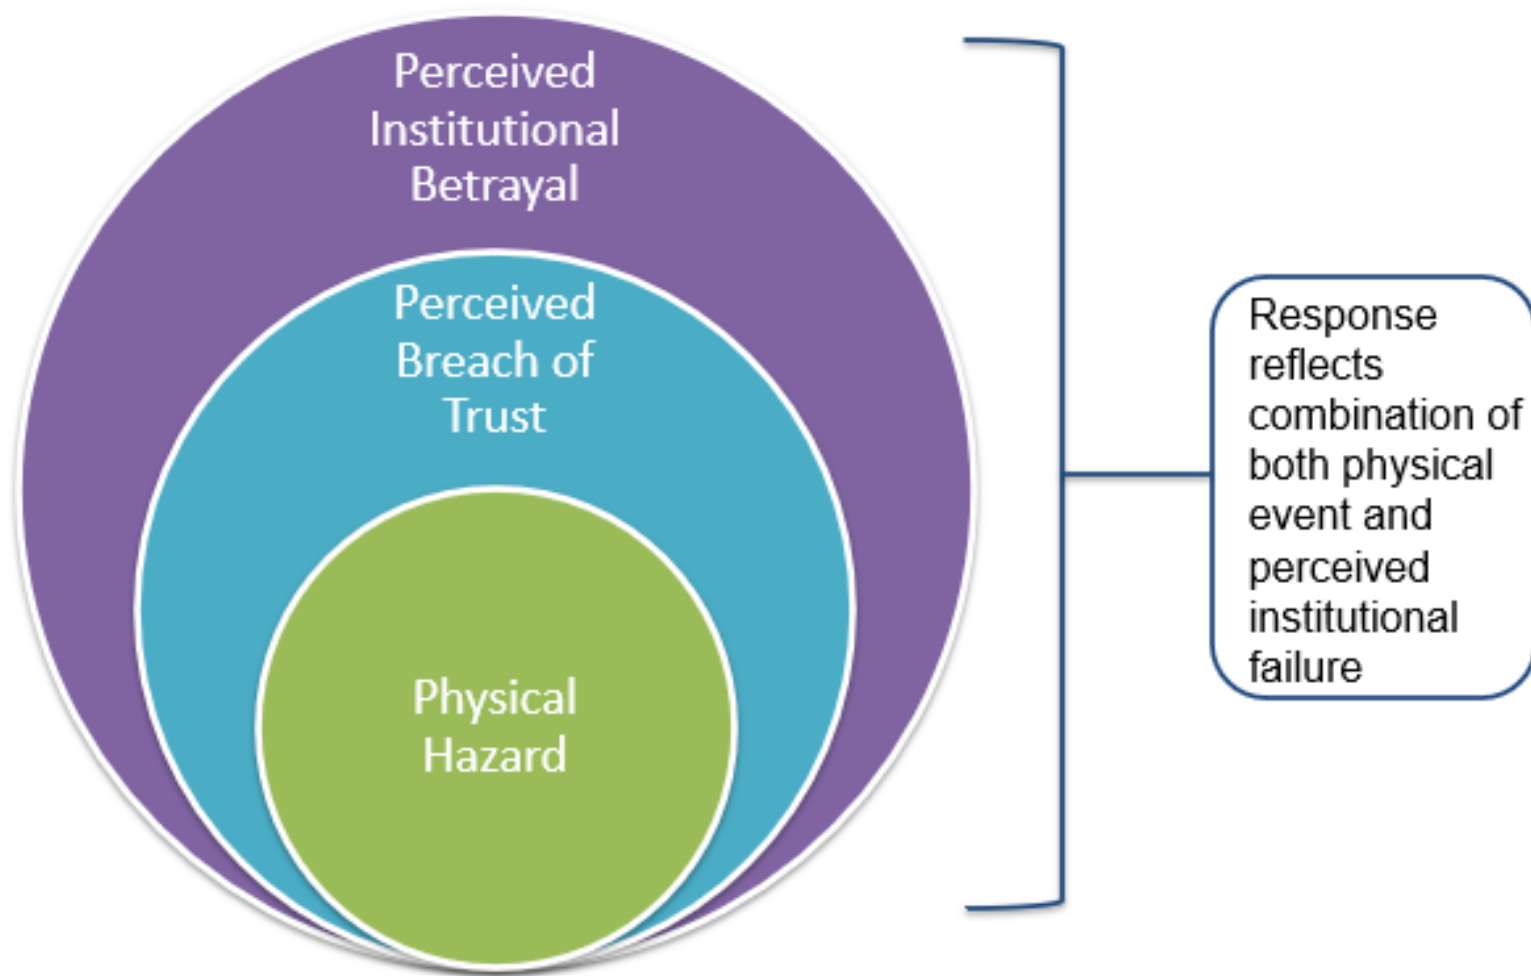 Perceived
Institutional
Betrayal
Perceived
Breach of
Trust
Physical
Hazard
Response
reflects
combination of
both physical
event and
perceived
institutional
failure